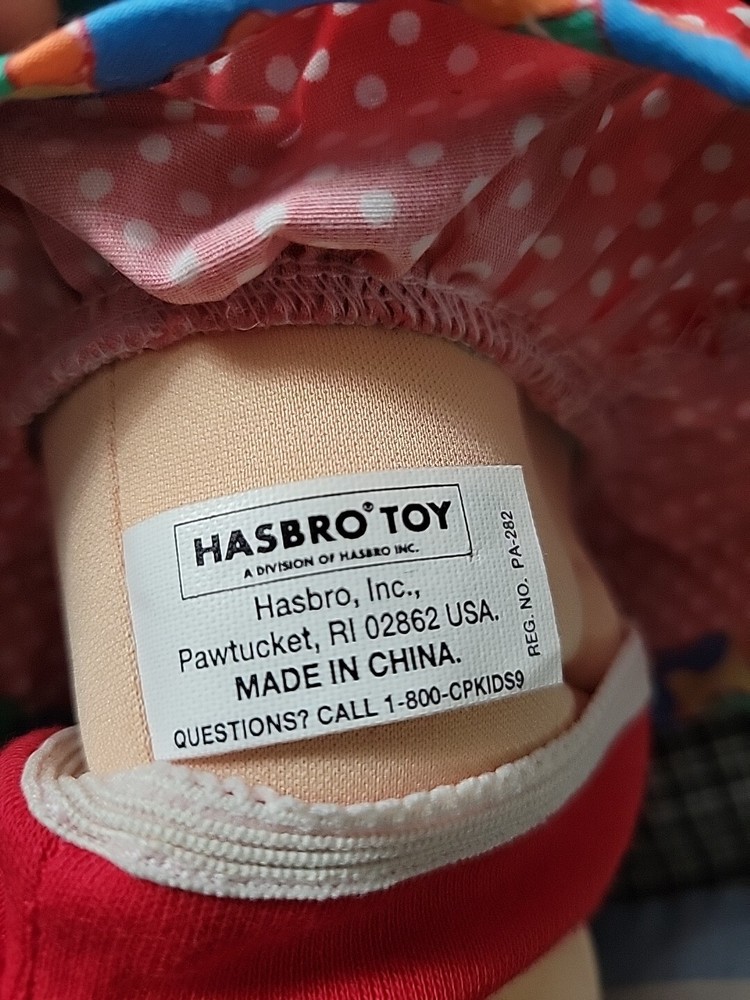 HASBRO® TOY
A DIVISION OF HASBRO INC.
Hasbro, Inc.,
Pawtucket, RI 02862 USA.
MADE IN CHINA.
QUESTIONS? CALL 1-800-CPKIDS9
REG. NO. PA-282